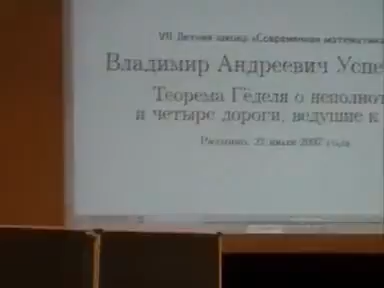 VII Летняя школа «Современная математика
Владимир Андреевич Успе
Теорема Гёделя о неполнот
и четыре дороги, ведущие к
Ратмино, 22 июля 2007 года